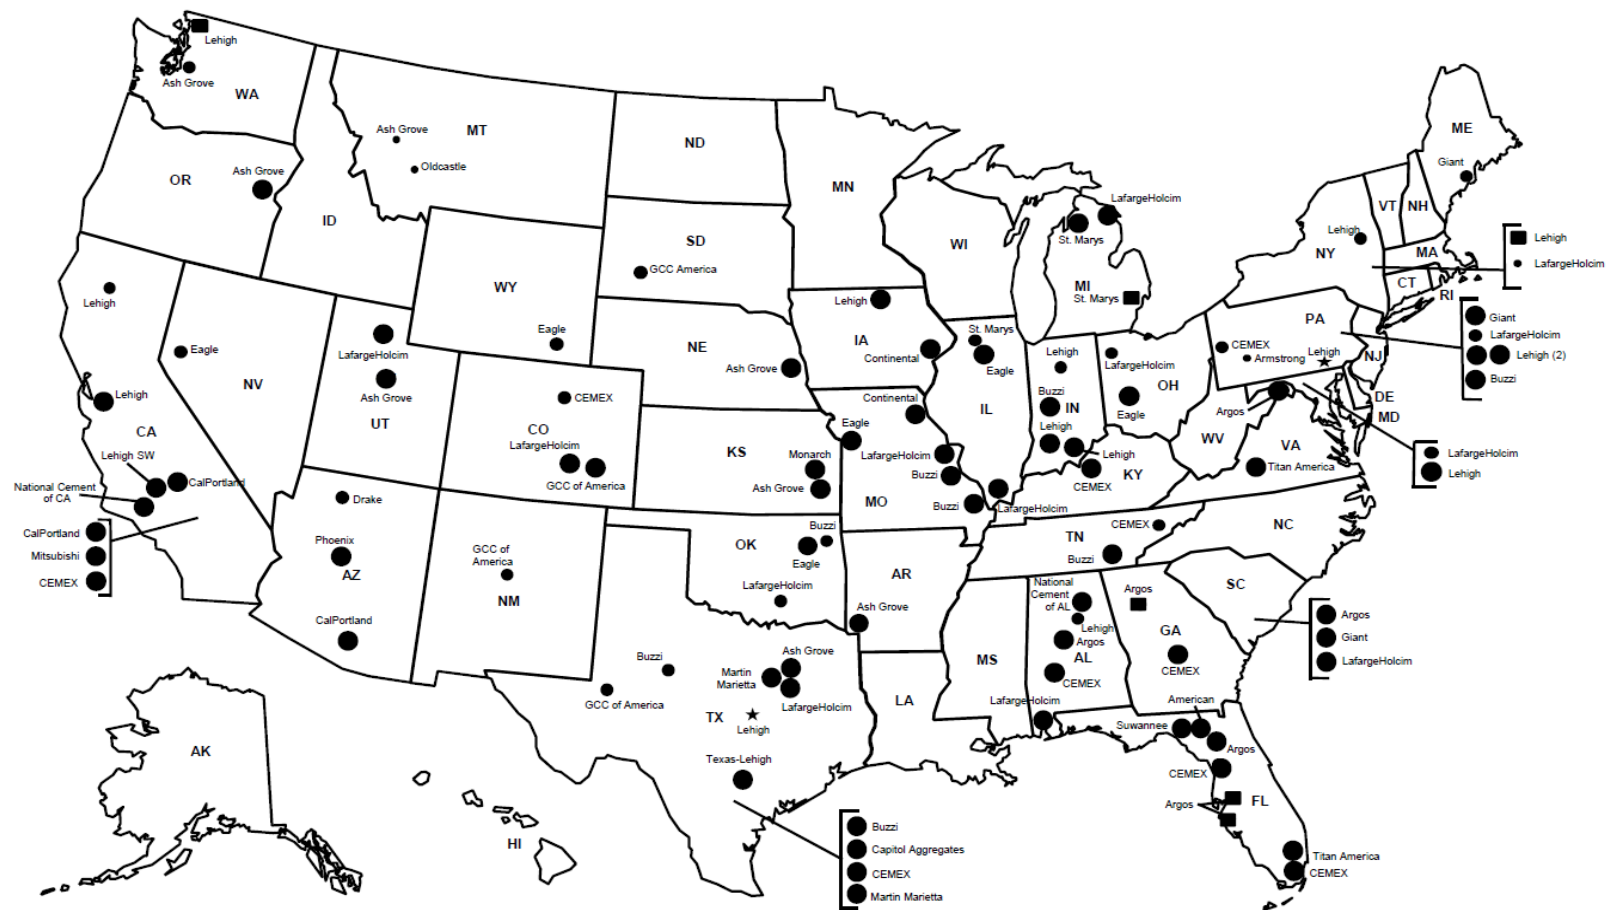 Lehigh
Ash Grove
WA
Ash Grove
MT
Oldcastle
ND
MN
OR
Ash Grove
ID
SD
GCC America
WI
LafargeHolcim
St. Marys
MI
St. Marys
ME
Giant
VT
NH
Lehigh
NY
MA
CT
RI
Lehigh
LafargeHolcim
Lehigh
Eagle
NV
CA
Lehigh
WY
Eagle
LafargeHolcim
Ash Grove
UT
NE
Ash Grove
Lehigh
IA
Continental
St. Marys
Eagle
IL
Lehigh
Buzzi
IN
Lehigh
Lehigh
LafargeHolcim
OH
Eagle
PA
CEMEX
Armstrong
Lehigh
NJ
DE
MD
Giant
LafargeHolcim
Lehigh (2)
Buzzi
Argos
WV
VA
Titan America
LafargeHolcim
Lehigh
CEMEX
KY
CEMEX
CO
LafargeHolcim
GCC of America
KS
Monarch
Ash Grove
Continental
Eagle
LafargeHolcim
Buzzi
MO
Buzzi
LafargeHolcim
Lehigh SW
National Cement
of CA
CalPortland
CalPortland
Mitsubishi
CEMEX
Drake
Phoenix
AZ
CalPortland
GCC of
America
NM
OK
Buzzi
Eagle
LafargeHolcim
AR
Ash Grove
TN
CEMEX
Buzzi
NC
SC
Argos
Giant
LafargeHolcim
National
Cement
of AL
Lehigh
Argos
AL
CEMEX
LafargeHolcim
Argos
GA
CEMEX
MS
LA
Buzzi
GCC of America
Martin
Marietta
Ash Grove
LafargeHolcim
TX
Lehigh
Texas-Lehigh
Buzzi
Capitol Aggregates
CEMEX
Martin Marietta
American
Suwannee
Argos
CEMEX
Argos
FL
Titan America
CEMEX
AK
HI